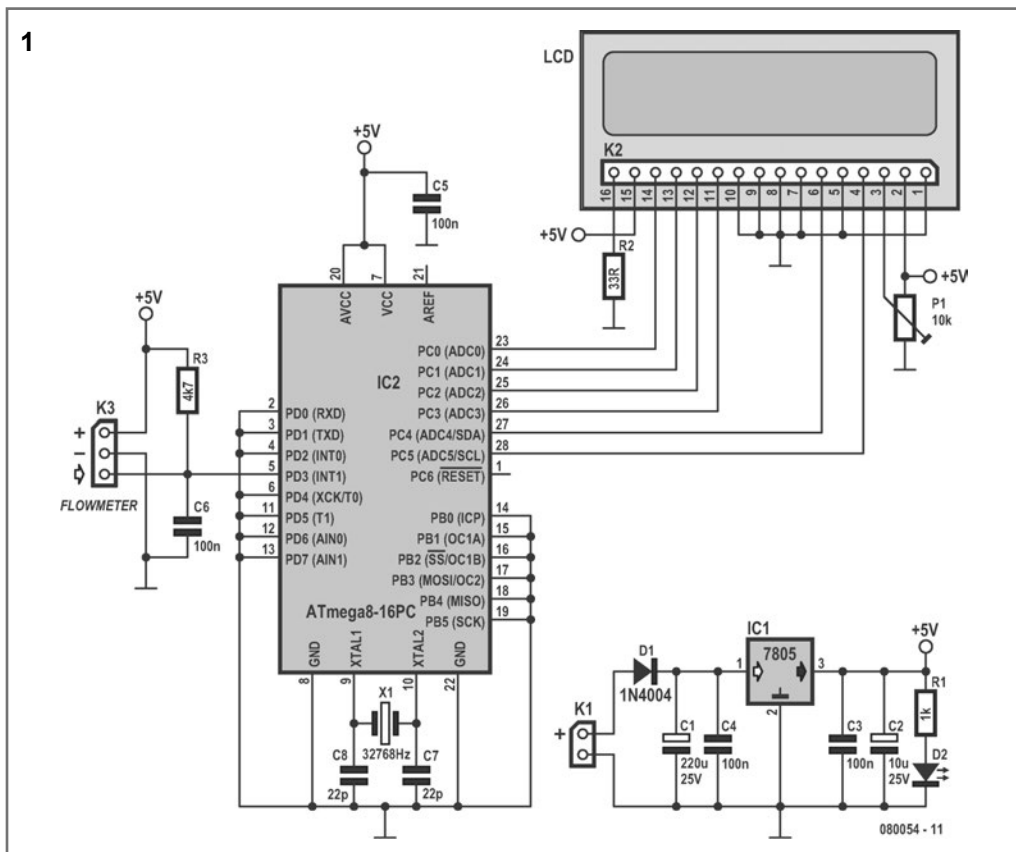 1
LCD
K2
16 15 14 13 12 11 10 9 8 7 6 5 4 3 2 1
+5V
R2
33R
+5V
P1
10k
+5V
C5
100n
20 7 21
AVCC VCC AREF
+5V
R3
4k7
K3
+
−
FLOWMETER
C6
100n
IC2
ATmega8-16PC
2 PD0 (RXD)
3 PD1 (TXD)
4 PD2 (INT0)
5 PD3 (INT1)
6 PD4 (XCK/T0)
11 PD5 (T1)
12 PD6 (AIN0)
13 PD7 (AIN1)
PC0 (ADC0) 23
PC1 (ADC1) 24
PC2 (ADC2) 25
PC3 (ADC3) 26
PC4 (ADC4/SDA) 27
PC5 (ADC5/SCL) 28
PC6 (RESET) 1
PB0 (ICP) 14
PB1 (OC1A) 15
PB2 (SS/OC1B) 16
PB3 (MOSI/OC2) 17
PB4 (MISO) 18
PB5 (SCK) 19
GND XTAL1 XTAL2 GND
8 9 10 22
X1
32768Hz
C8
22p
C7
22p
K1
+
D1
1N4004
C1
220u
25V
C4
100n
IC1
7805
1 3
2
C3
100n
C2
10u
25V
+5V
R1
1k
D2
080054 - 11